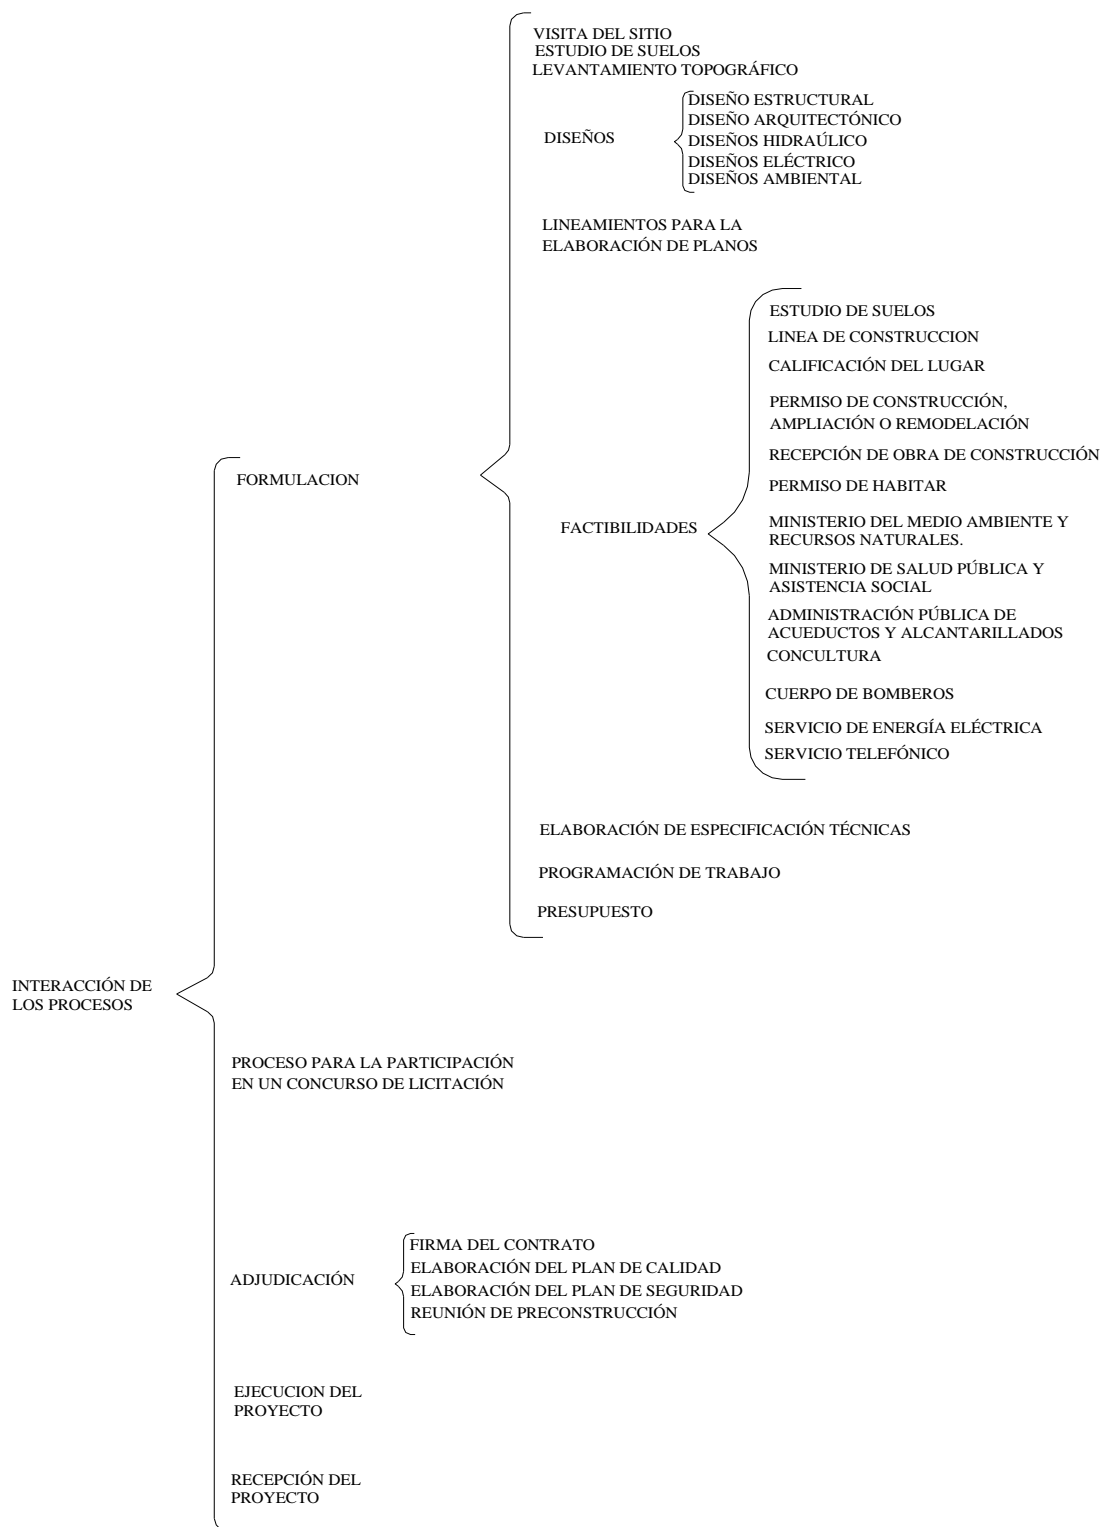 VISITA DEL SITIO
ESTUDIO DE SUELOS
LEVANTAMIENTO TOPOGRÁFICO
DISEÑOS
DISEÑO ESTRUCTURAL
DISEÑO ARQUITECTÓNICO
DISEÑOS HIDRAÚLICO
DISEÑOS ELÉCTRICO
DISEÑOS AMBIENTAL
LINEAMIENTOS PARA LA
ELABORACIÓN DE PLANOS
FORMULACION
FACTIBILIDADES
ESTUDIO DE SUELOS
LINEA DE CONSTRUCCION
CALIFICACIÓN DEL LUGAR
PERMISO DE CONSTRUCCIÓN,
AMPLIACIÓN O REMODELACIÓN
RECEPCIÓN DE OBRA DE CONSTRUCCIÓN
PERMISO DE HABITAR
MINISTERIO DEL MEDIO AMBIENTE Y
RECURSOS NATURALES.
MINISTERIO DE SALUD PÚBLICA Y
ASISTENCIA SOCIAL
ADMINISTRACIÓN PÚBLICA DE
ACUEDUCTOS Y ALCANTARILLADOS
CONCULTURA
CUERPO DE BOMBEROS
SERVICIO DE ENERGÍA ELÉCTRICA
SERVICIO TELEFÓNICO
ELABORACIÓN DE ESPECIFICACIÓN TÉCNICAS
PROGRAMACIÓN DE TRABAJO
PRESUPUESTO
INTERACCIÓN DE
LOS PROCESOS
PROCESO PARA LA PARTICIPACIÓN
EN UN CONCURSO DE LICITACIÓN
ADJUDICACIÓN
FIRMA DEL CONTRATO
ELABORACIÓN DEL PLAN DE CALIDAD
ELABORACIÓN DEL PLAN DE SEGURIDAD
REUNIÓN DE PRECONSTRUCCIÓN
EJECUCION DEL
PROYECTO
RECEPCIÓN DEL
PROYECTO